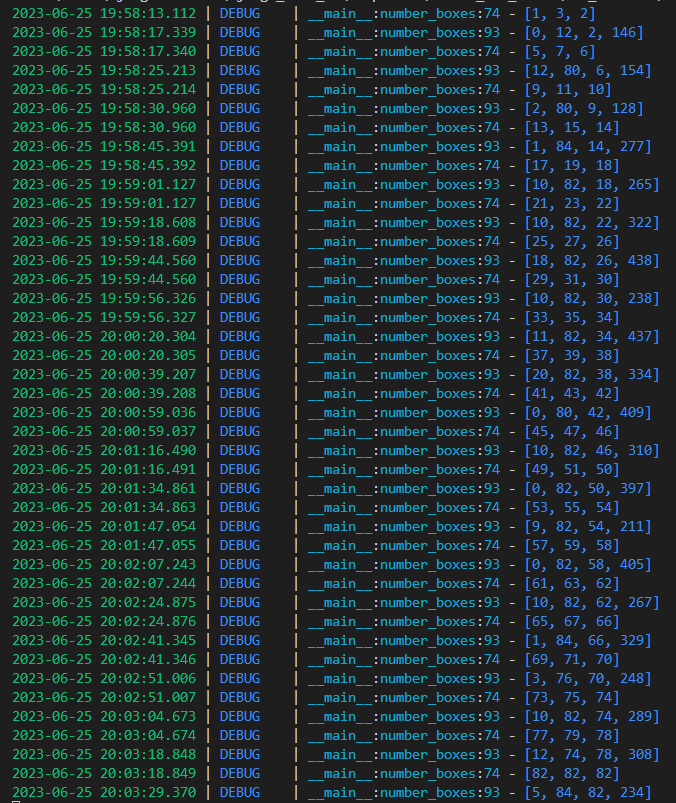 2023-06-25 19:58:13.112 | DEBUG    | __main__:number_boxes:74 - [1, 3, 2]
2023-06-25 19:58:17.339 | DEBUG    | __main__:number_boxes:93 - [0, 12, 2, 146]
2023-06-25 19:58:17.340 | DEBUG    | __main__:number_boxes:74 - [5, 7, 6]
2023-06-25 19:58:25.213 | DEBUG    | __main__:number_boxes:93 - [12, 80, 6, 154]
2023-06-25 19:58:25.214 | DEBUG    | __main__:number_boxes:74 - [9, 11, 10]
2023-06-25 19:58:30.960 | DEBUG    | __main__:number_boxes:93 - [2, 80, 9, 128]
2023-06-25 19:58:30.960 | DEBUG    | __main__:number_boxes:74 - [13, 15, 14]
2023-06-25 19:58:45.391 | DEBUG    | __main__:number_boxes:93 - [1, 84, 14, 277]
2023-06-25 19:58:45.392 | DEBUG    | __main__:number_boxes:74 - [17, 19, 18]
2023-06-25 19:59:01.127 | DEBUG    | __main__:number_boxes:93 - [10, 82, 18, 265]
2023-06-25 19:59:01.127 | DEBUG    | __main__:number_boxes:74 - [21, 23, 22]
2023-06-25 19:59:18.608 | DEBUG    | __main__:number_boxes:93 - [10, 82, 22, 322]
2023-06-25 19:59:18.609 | DEBUG    | __main__:number_boxes:74 - [25, 27, 26]
2023-06-25 19:59:44.560 | DEBUG    | __main__:number_boxes:93 - [18, 82, 26, 438]
2023-06-25 19:59:44.560 | DEBUG    | __main__:number_boxes:74 - [29, 31, 30]
2023-06-25 19:59:56.326 | DEBUG    | __main__:number_boxes:93 - [10, 82, 30, 238]
2023-06-25 19:59:56.327 | DEBUG    | __main__:number_boxes:74 - [33, 35, 34]
2023-06-25 20:00:20.304 | DEBUG    | __main__:number_boxes:93 - [11, 82, 34, 437]
2023-06-25 20:00:20.305 | DEBUG    | __main__:number_boxes:74 - [37, 39, 38]
2023-06-25 20:00:39.207 | DEBUG    | __main__:number_boxes:93 - [20, 82, 38, 334]
2023-06-25 20:00:39.208 | DEBUG    | __main__:number_boxes:74 - [41, 43, 42]
2023-06-25 20:00:59.036 | DEBUG    | __main__:number_boxes:93 - [0, 80, 42, 409]
2023-06-25 20:00:59.037 | DEBUG    | __main__:number_boxes:74 - [45, 47, 46]
2023-06-25 20:01:16.490 | DEBUG    | __main__:number_boxes:93 - [10, 82, 46, 310]
2023-06-25 20:01:16.491 | DEBUG    | __main__:number_boxes:74 - [49, 51, 50]
2023-06-25 20:01:34.861 | DEBUG    | __main__:number_boxes:93 - [0, 82, 50, 397]
2023-06-25 20:01:34.863 | DEBUG    | __main__:number_boxes:74 - [53, 55, 54]
2023-06-25 20:01:47.054 | DEBUG    | __main__:number_boxes:93 - [9, 82, 54, 211]
2023-06-25 20:01:47.055 | DEBUG    | __main__:number_boxes:74 - [57, 59, 58]
2023-06-25 20:02:07.243 | DEBUG    | __main__:number_boxes:93 - [0, 82, 58, 405]
2023-06-25 20:02:07.244 | DEBUG    | __main__:number_boxes:74 - [61, 63, 62]
2023-06-25 20:02:24.875 | DEBUG    | __main__:number_boxes:93 - [10, 82, 62, 267]
2023-06-25 20:02:24.876 | DEBUG    | __main__:number_boxes:74 - [65, 67, 66]
2023-06-25 20:02:41.345 | DEBUG    | __main__:number_boxes:93 - [1, 84, 66, 329]
2023-06-25 20:02:41.346 | DEBUG    | __main__:number_boxes:74 - [69, 71, 70]
2023-06-25 20:02:51.006 | DEBUG    | __main__:number_boxes:93 - [3, 76, 70, 248]
2023-06-25 20:02:51.007 | DEBUG    | __main__:number_boxes:74 - [73, 75, 74]
2023-06-25 20:03:04.673 | DEBUG    | __main__:number_boxes:93 - [10, 82, 74, 289]
2023-06-25 20:03:04.674 | DEBUG    | __main__:number_boxes:74 - [77, 79, 78]
2023-06-25 20:03:18.848 | DEBUG    | __main__:number_boxes:93 - [12, 74, 78, 308]
2023-06-25 20:03:18.849 | DEBUG    | __main__:number_boxes:74 - [82, 82, 82]
2023-06-25 20:03:29.370 | DEBUG    | __main__:number_boxes:93 - [5, 84, 82, 234]